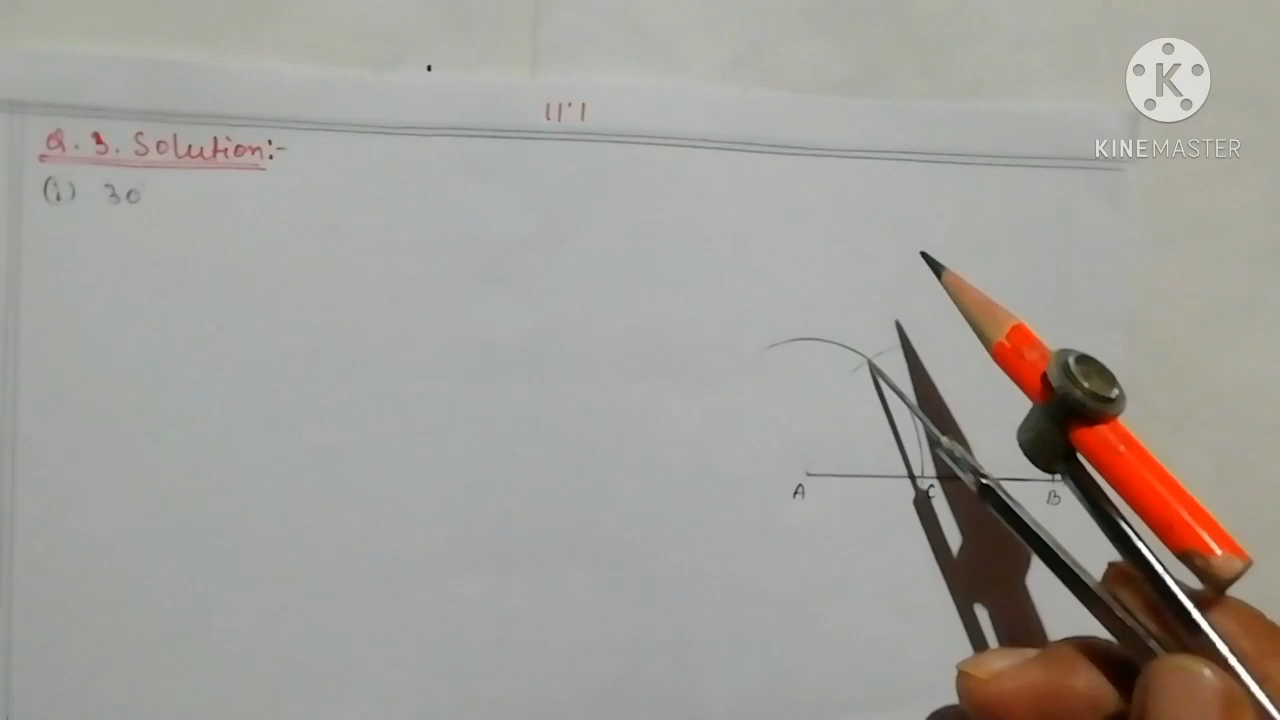 11.1
Q. 3. Solution:-
(i) 30
A C B
K
KINEMASTER